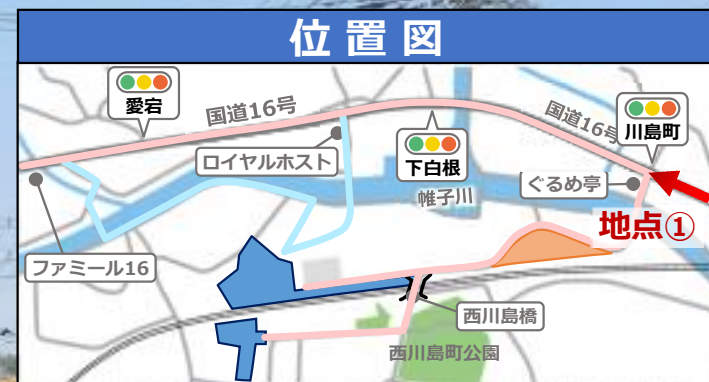 位置図
愛宕
国道16号
国道16号
川島町
ロイヤルホスト
下白根
ぐるめ亭
帷子川
地点①
ファミール16
西川島橋
西川島町公園